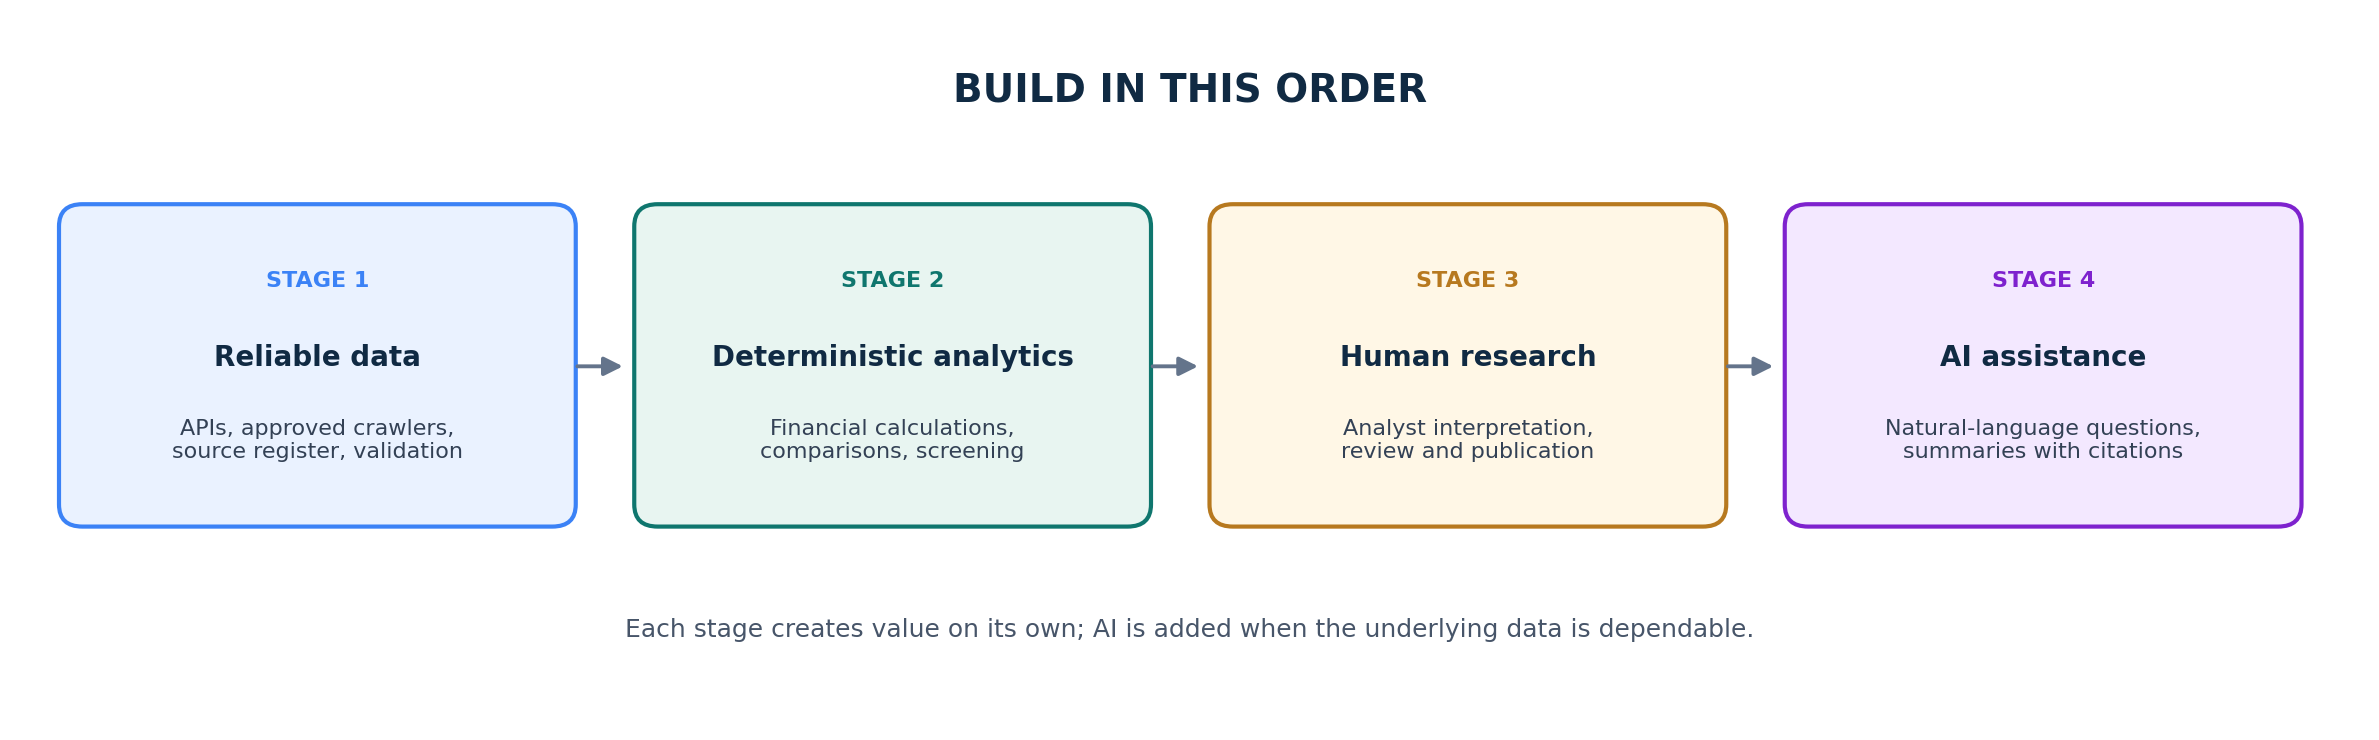 BUILD IN THIS ORDER
STAGE 1
Reliable data
APIs, approved crawlers,
source register, validation
STAGE 2
Deterministic analytics
Financial calculations,
comparisons, screening
STAGE 3
Human research
Analyst interpretation,
review and publication
STAGE 4
AI assistance
Natural-language questions,
summaries with citations
Each stage creates value on its own; AI is added when the underlying data is dependable.